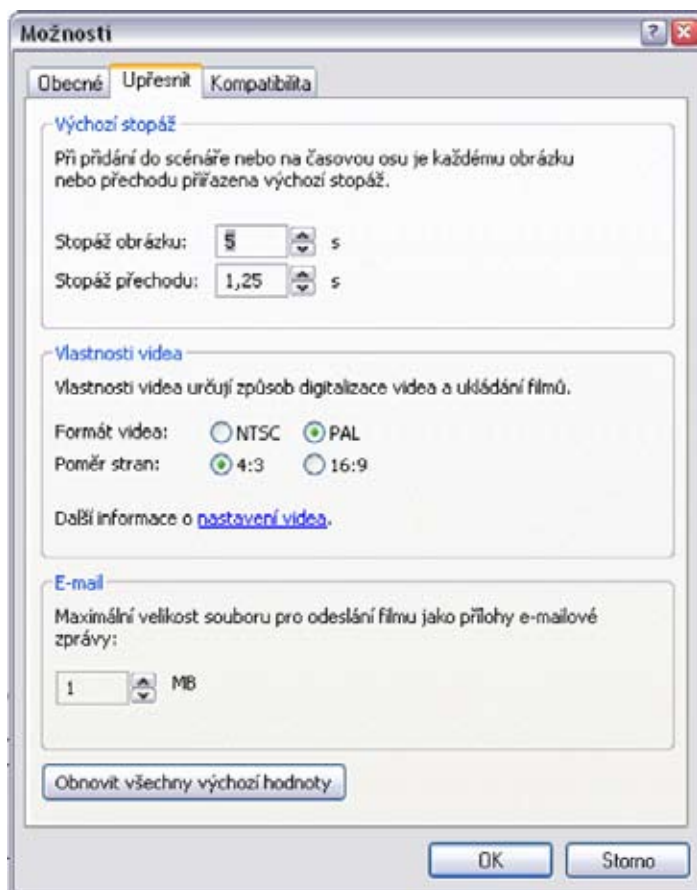 Možnosti
Obecné Upřesnit Kompatibilita
Výchozí stopáž
Při přidání do scénáře nebo na časovou osu je každému obrázku
nebo přechodu přiřazena výchozí stopáž.
Stopáž obrázku: 5 s
Stopáž přechodu: 1,25 s
Vlastnosti videa
Vlastnosti videa určují způsob digitalizace videa a ukládání filmů.
Formát videa: NTSC PAL
Poměr stran: 4:3 16:9
Další informace o nastavení videa.
E-mail
Maximální velikost souboru pro odeslání filmu jako přílohy e-mailové
zprávy:
1 MB
Obnovit všechny výchozí hodnoty
OK Storno